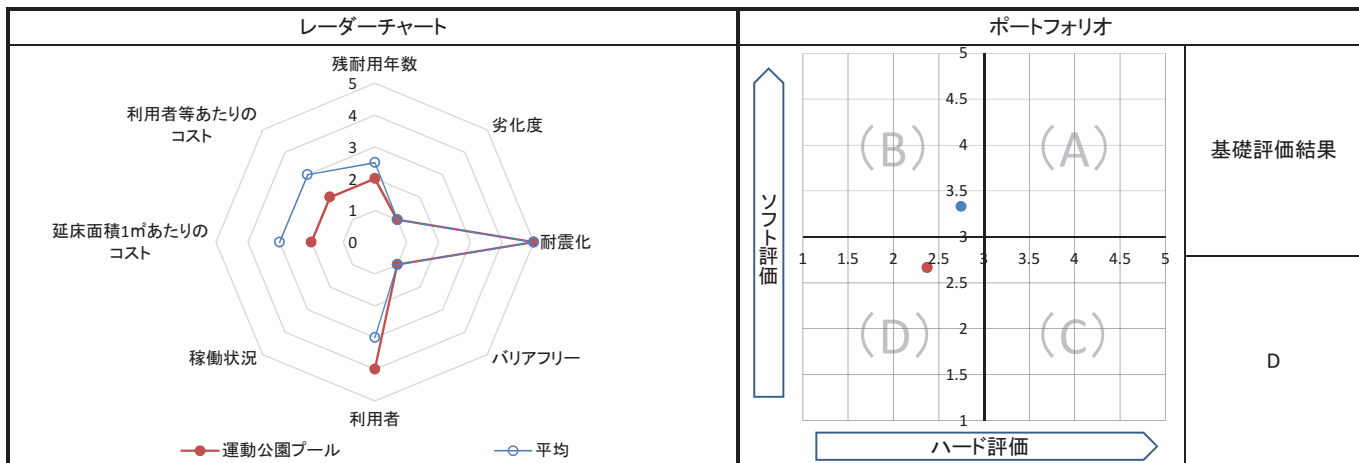 レーダーチャート
残耐用年数
5
4
3
2
1
0
劣化度
耐震化
バリアフリー
利用者
稼働状況
延床面積1㎡あたりの
コスト
利用者等あたりの
コスト
運動公園プール
平均
ポートフォリオ
ソフト評価
5
4.5
4
3.5
3
2.5
2
1.5
1
1 1.5 2 2.5 3 3.5 4 4.5 5
(B)
(A)
(D)
(C)
ハード評価
基礎評価結果
D